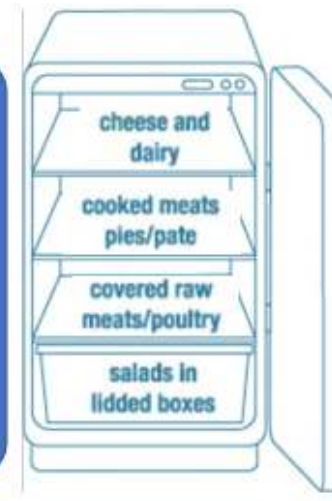 cheese and
dairy
cooked meats
pies/pate
covered raw
meats/poultry
salads in
lidded boxes